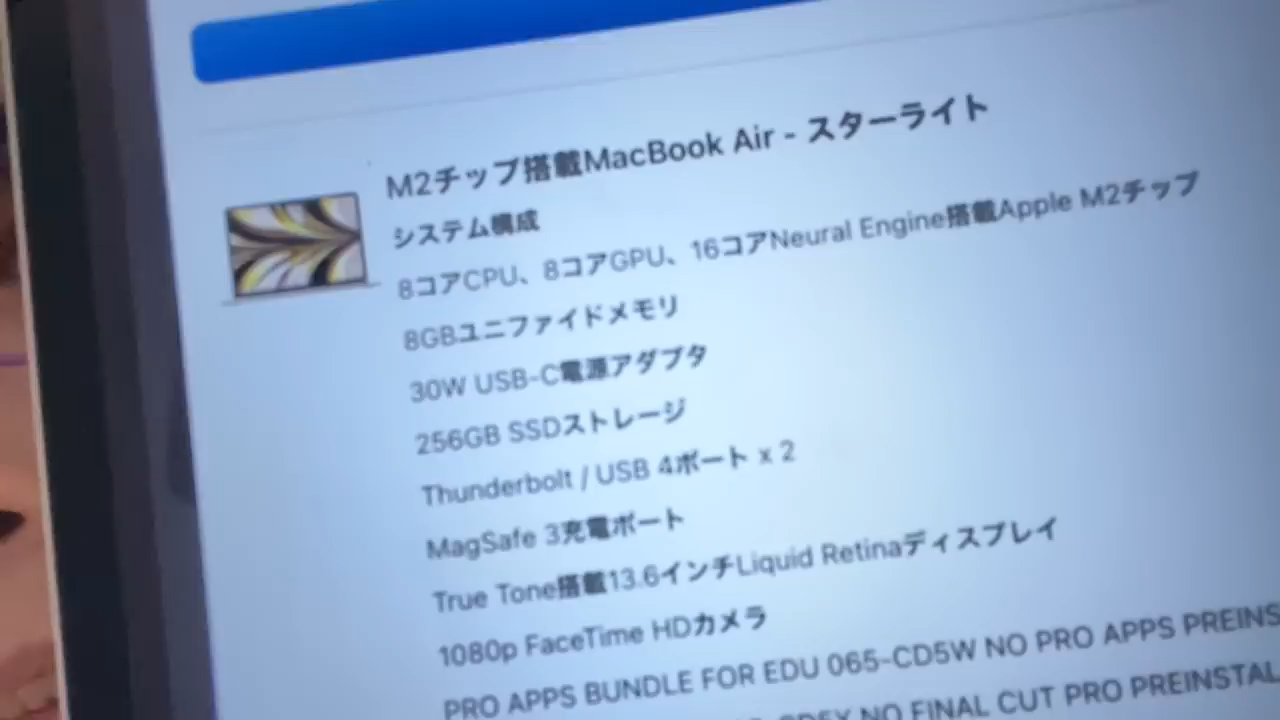 M2チップ搭載MacBook Air - スターライト
システム構成
8コアCPU、8コアGPU、16コアNeural Engine搭載Apple M2チップ
8GBユニファイドメモリ
30W USB-C電源アダプタ
256GB SSDストレージ
Thunderbolt / USB 4ポート x 2
MagSafe 3充電ポート
True Tone搭載13.6インチLiquid Retinaディスプレイ
1080p FaceTime HDカメラ
PRO APPS BUNDLE FOR EDU 065-CD5W NO PRO APPS PREINS
NO FINAL CUT PRO PREINSTAL